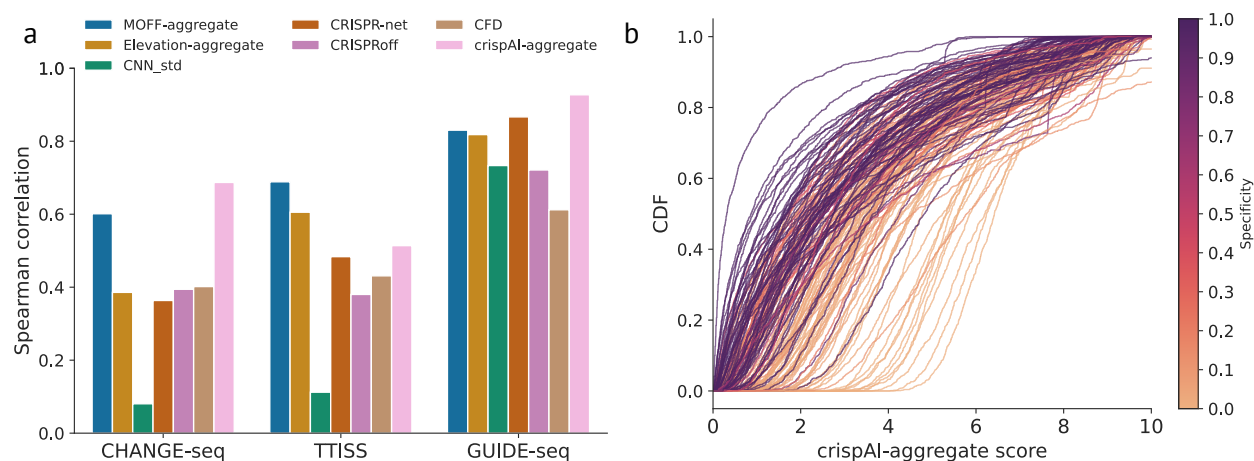 a
MOFF-aggregate
Elevation-aggregate
CNN_std
CRISPR-net
CRISPRoff
CFD
crispAI-aggregate
Spearman correlation
1.0
0.8
0.6
0.4
0.2
0.0
CHANGE-seq
TTISS
GUIDE-seq
b
CDF
1.0
0.8
0.6
0.4
0.2
0.0
0
2
4
6
8
10
crispAI-aggregate score
1.0
0.9
0.8
0.7
0.6
0.5
0.4
0.3
0.2
0.1
0.0
Specificity